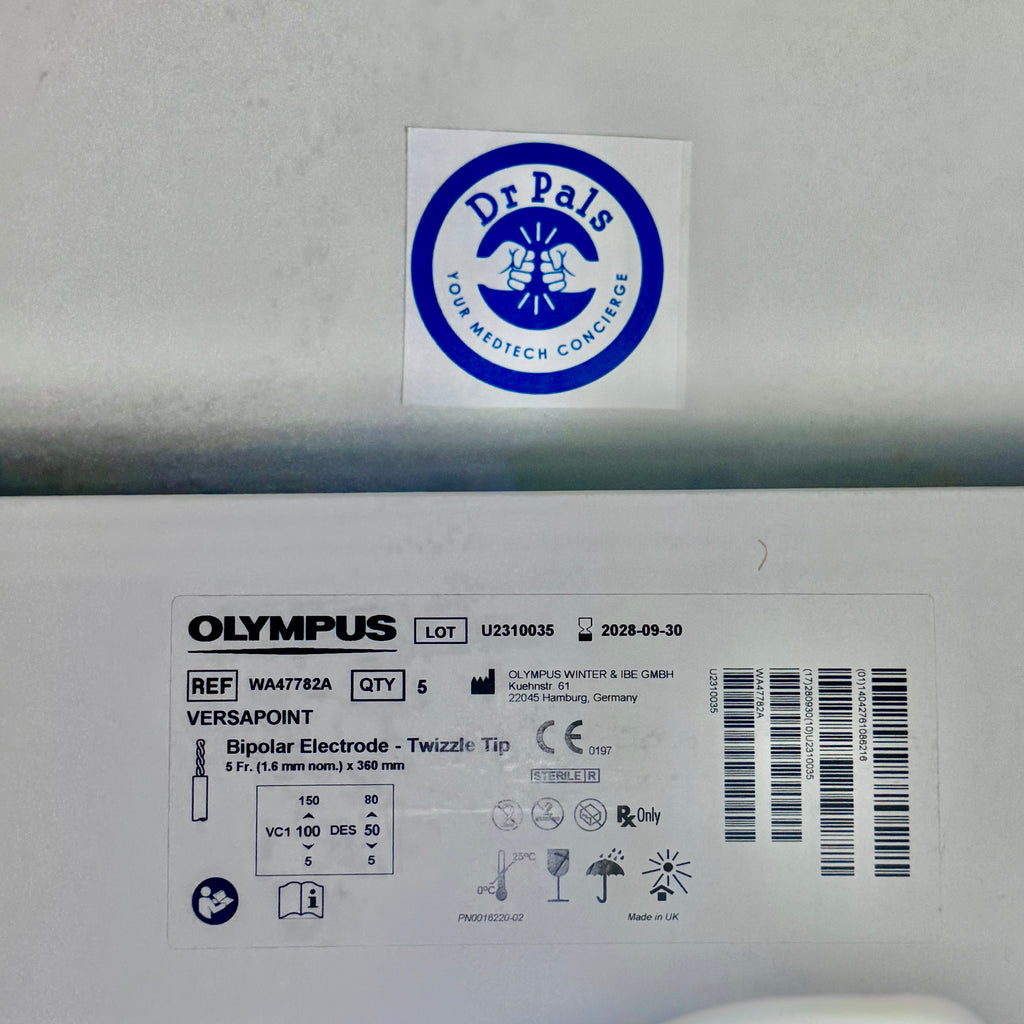 Dr Pals
YOUR MEDTECH CONCIERGE
OLYMPUS
LOT U2310035 2028-09-30
REF WA47782A QTY 5
OLYMPUS WINTER & IBE GMBH
Kuehnstr. 61
22045 Hamburg, Germany
VERSAPOINT
Bipolar Electrode - Twizzle Tip
5 Fr. (1.6 mm nom.) x 360 mm
CE 0197
STERILE R
150 80
VC1 100 DES 50
5 5
2
Rx Only
25°C
0°C
i
PN0016220-02
Made in UK
U2310035
WA47782A
(17)280930(10)U2310035
(01)14042761086216